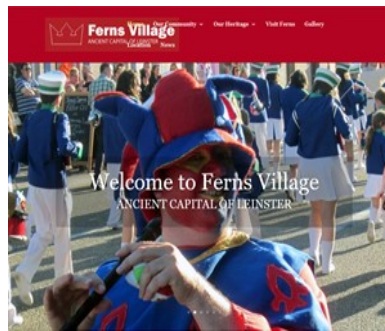 Ferns Village
ANCIENT CAPITAL OF LEINSTER
Home Our Community Our Heritage Visit Ferns Gallery
Location News
Welcome to Ferns Village
ANCIENT CAPITAL OF LEINSTER